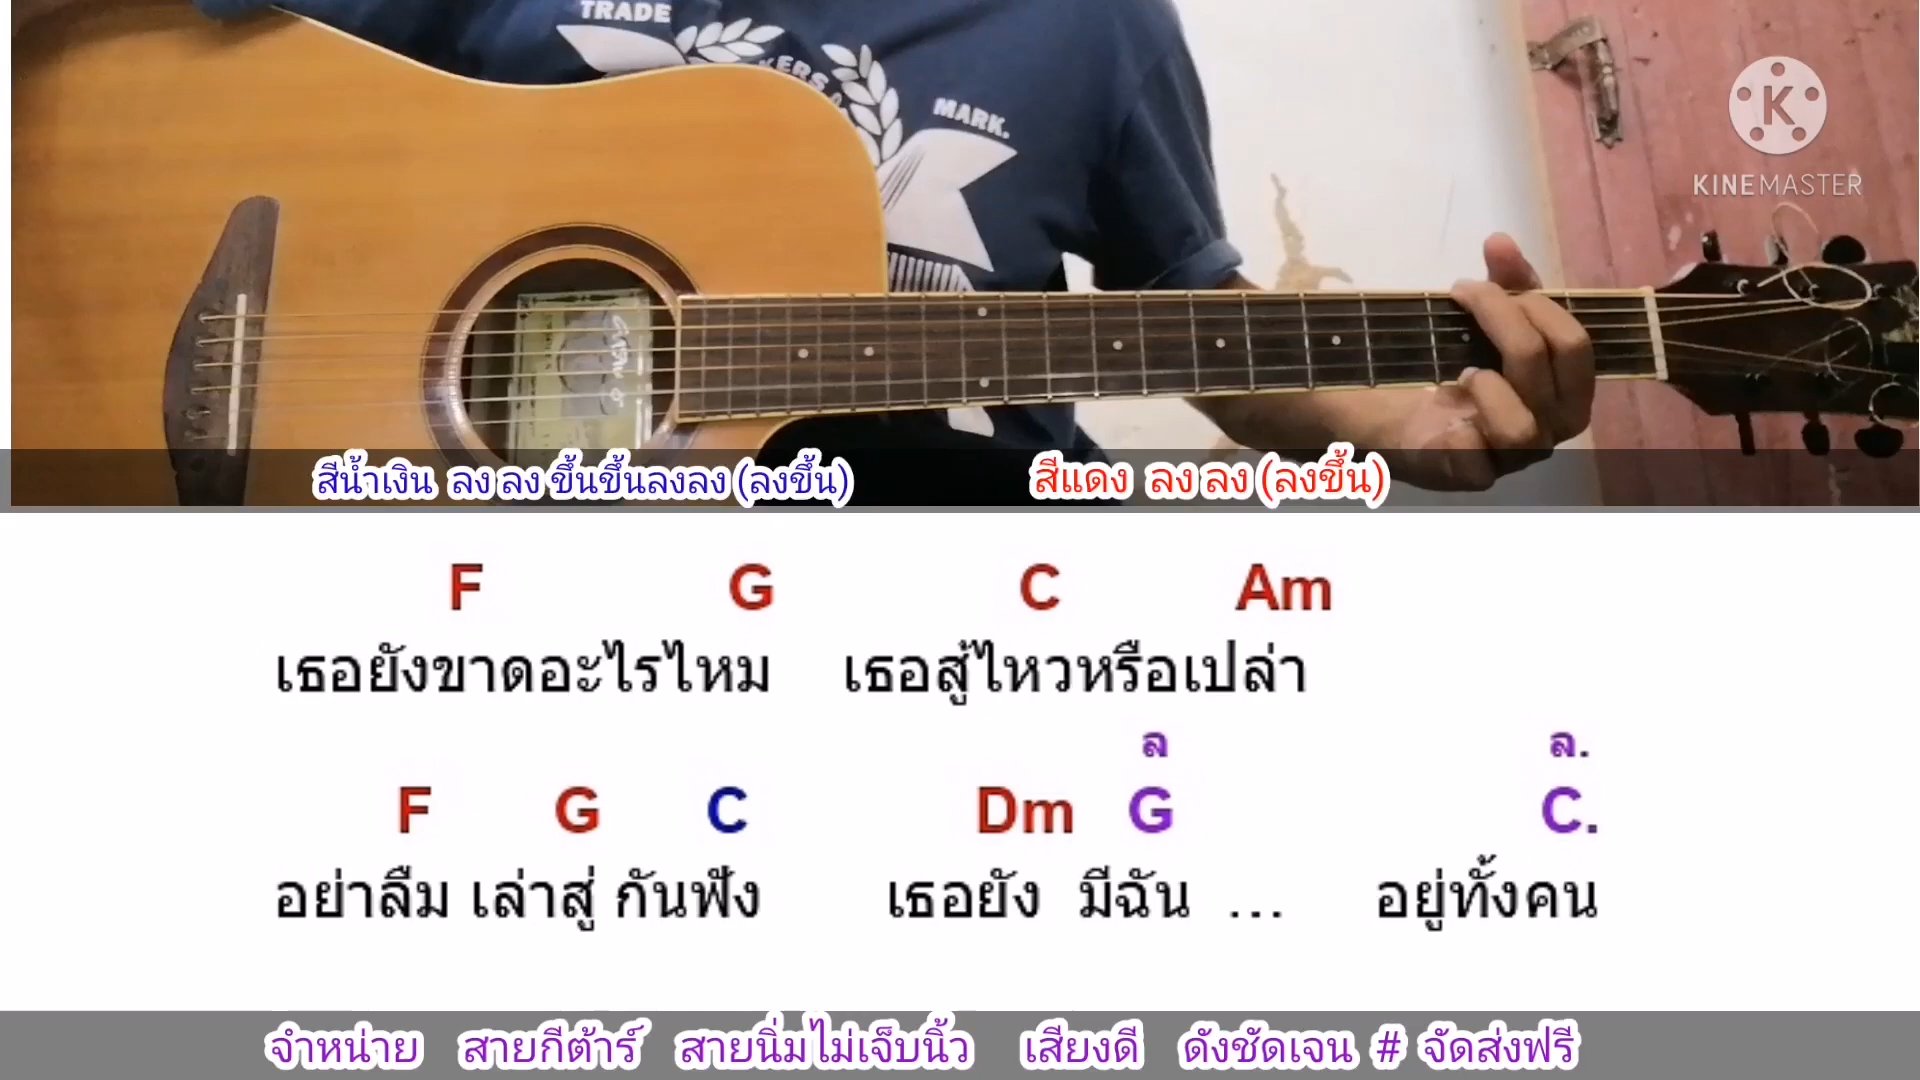 TRADE
KERS
MARK.
K
KINEMASTER
สีน้ำเงิน ลง ลง ขึ้นขึ้นลงลง (ลงขึ้น) สีแดง ลง ลง (ลงขึ้น)
F G C Am
เธอยังขาดอะไรไหม เธอสู้ไหวหรือเปล่า
ล ล.
F G C Dm G C.
อย่าลืม เล่าสู่ กันฟัง เธอยัง มีฉัน ... อยู่ทั้งคน
จำหน่าย สายกีต้าร์ สายนิ่มไม่เจ็บนิ้ว เสียงดี ดังชัดเจน # จัดส่งฟรี